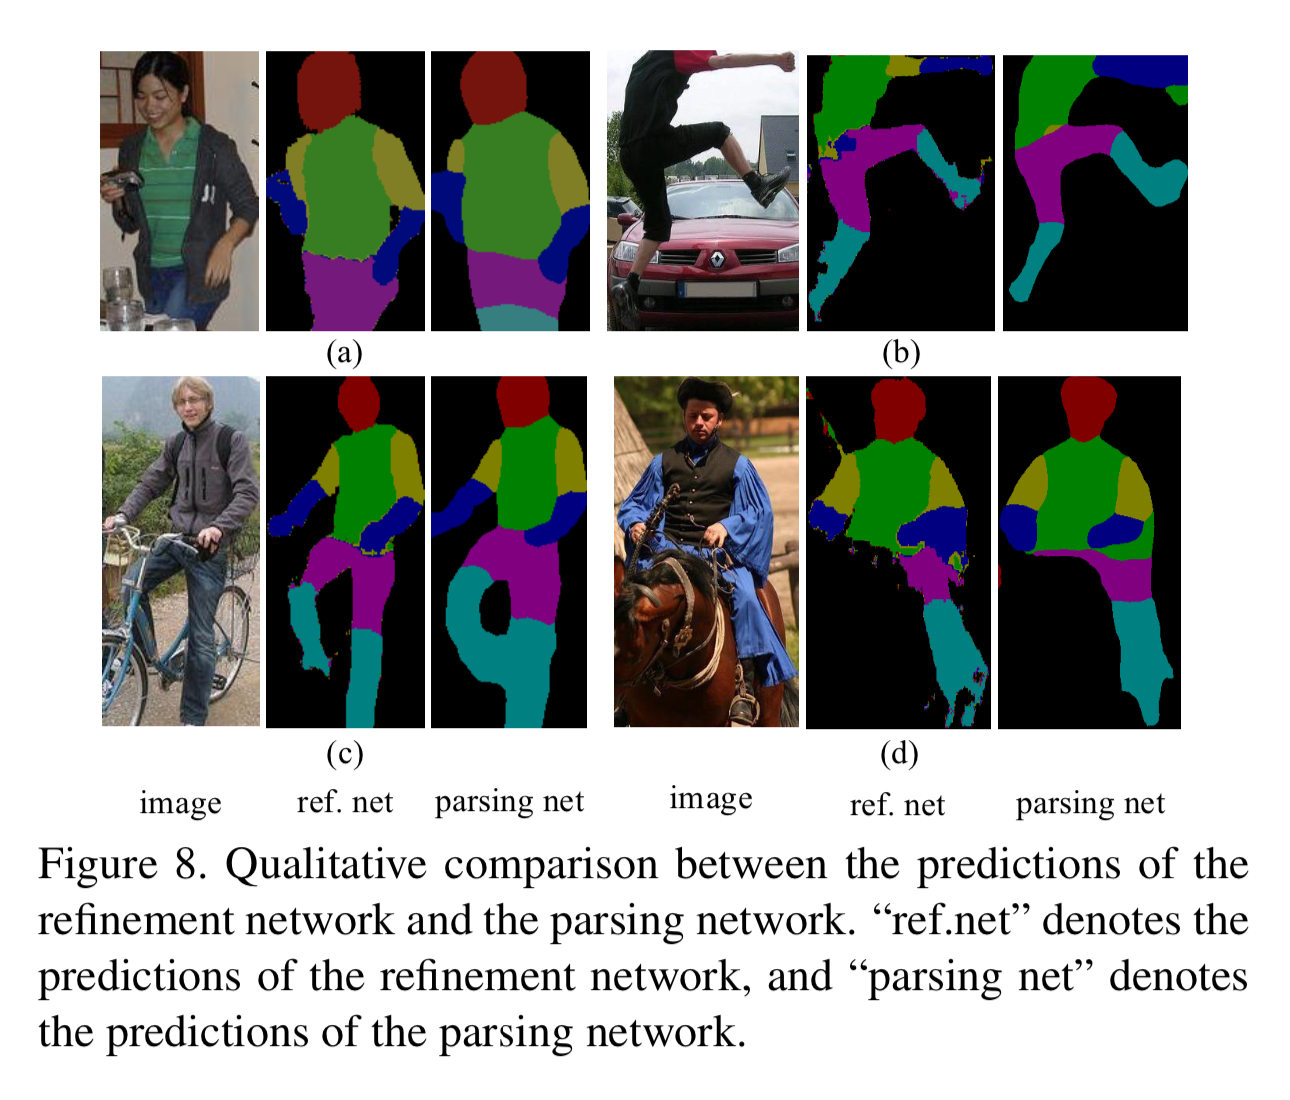 (a)
(b)
(c)
(d)
image
ref. net
parsing net
image
ref. net
parsing net
Figure 8. Qualitative comparison between the predictions of the
refinement network and the parsing network. “ref.net” denotes the
predictions of the refinement network, and “parsing net” denotes
the predictions of the parsing network.